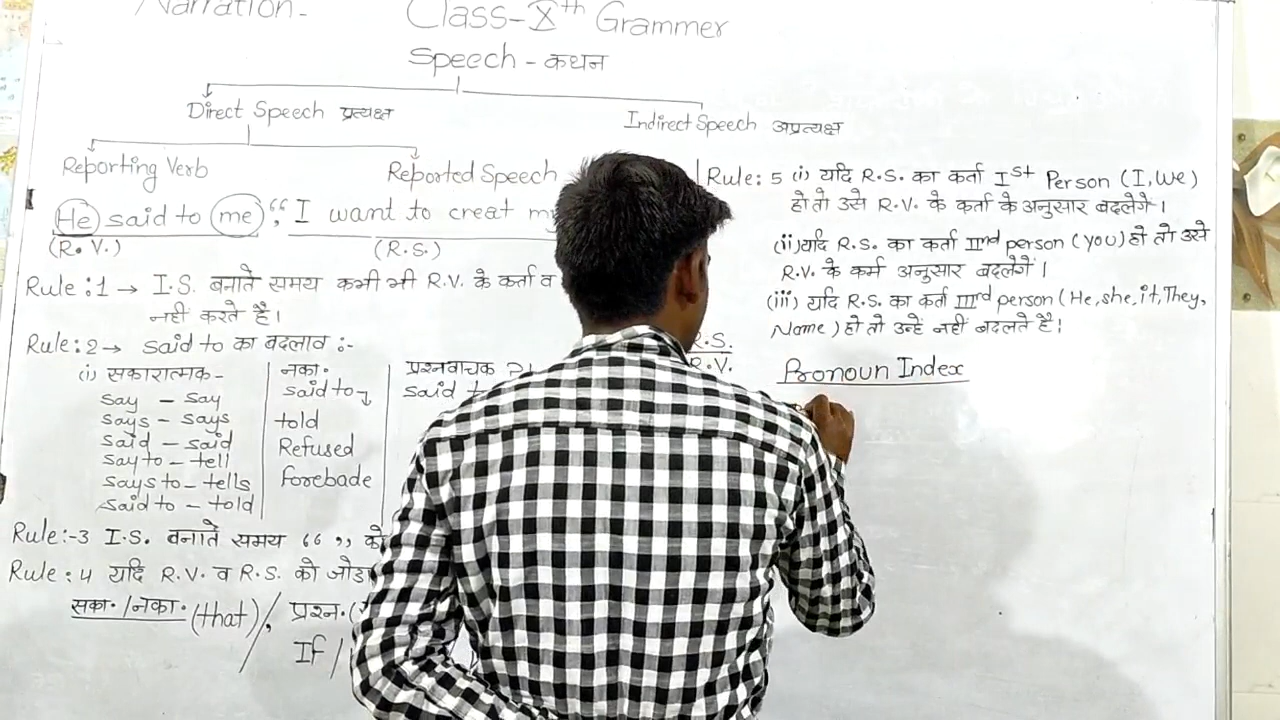 Narration-
Class-Xth Grammer
Speech - कथन
Direct Speech प्रत्यक्ष
Indirect Speech अप्रत्यक्ष
Reporting Verb
Reported Speech
He said to me “, I want to creat my
(R.V.)
(R.S.)
Rule:1→ I.S. बनाते समय कभी भी R.V. के कर्ता व
नहीं करते है।
Rule:2→ said to का बदलाव :-
(i) सकारात्मक-
say - say
says - says
said - said
say to - tell
says to - tells
said to - told
नका.
said to
told
Refused
Forebade
प्रश्नवाचक ?
said
Rule:-3 I.S. बनाते समय “ ” को
Rule:4 यदि R.V. व R.S. को
सका./नका. (that)/, प्रश्न.(
If /
R.S.
R.V.
Rule: 5 (i) यदि R.S. का कर्ता Ist Person (I, We)
हो तो उसे R.V. के कर्ता के अनुसार बदलेगें।
(ii) यदि R.S. का कर्ता IInd person (you) हो तो उसे
R.V. के कर्म अनुसार बदलेगें।
(iii) यदि R.S. का कर्ता IIIrd person (He, she, it, They,
Name) हो तो उन्हें नहीं बदलते है।
Pronoun Index